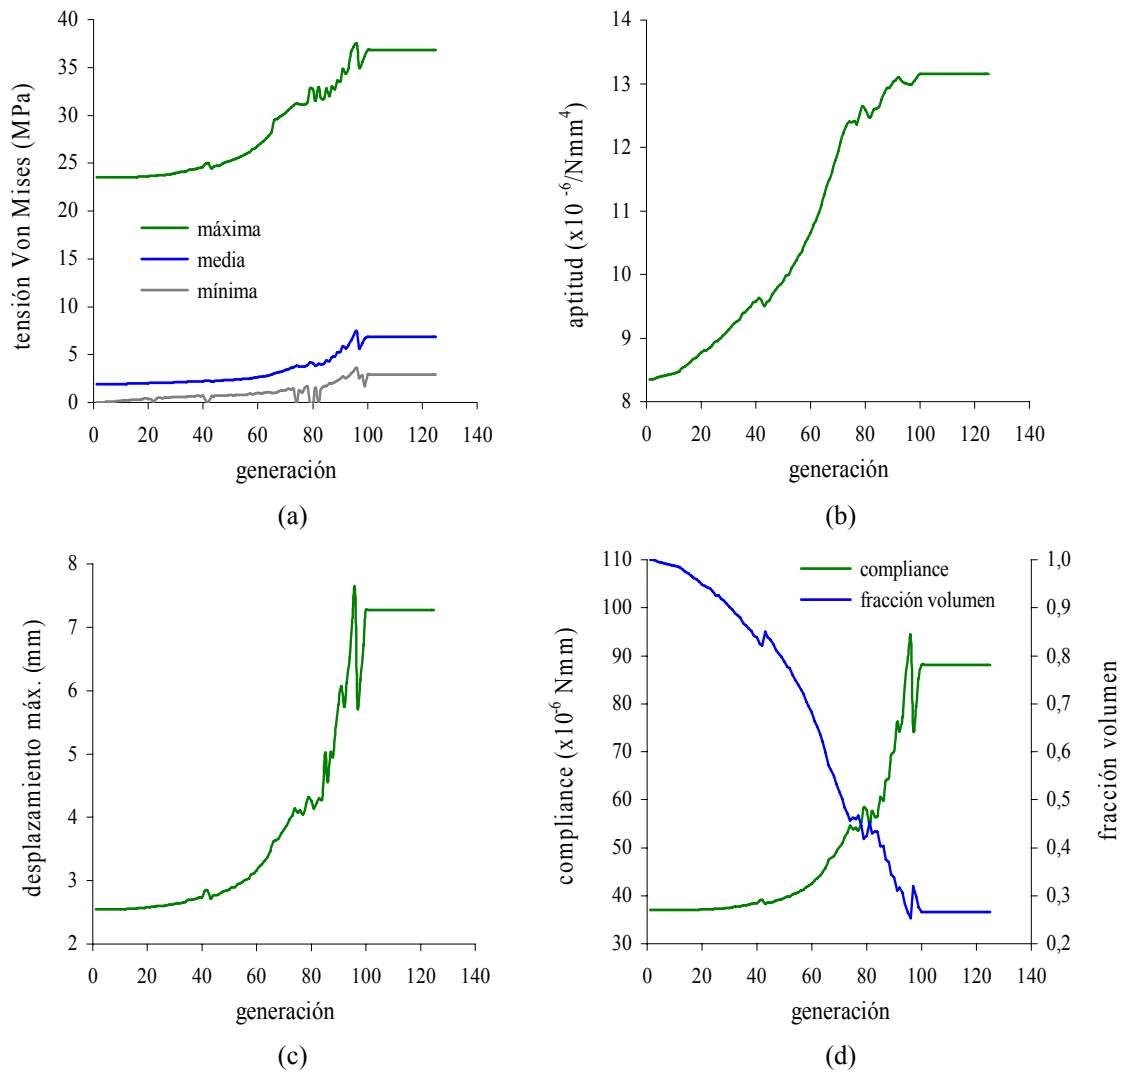 40
35
30
25
20
15
10
5
0
tensión Von Mises (MPa)
máxima
media
mínima
0 20 40 60 80 100 120 140
generación
(a)
14
13
12
11
10
9
8
aptitud (x10 -6/Nmm4)
0 20 40 60 80 100 120 140
generación
(b)
8
7
6
5
4
3
2
desplazamiento máx. (mm)
0 20 40 60 80 100 120 140
generación
(c)
110
100
90
80
70
60
50
40
30
compliance (x10-6 Nmm)
compliance
fracción volumen
1,0
0,9
0,8
0,7
0,6
0,5
0,4
0,3
0,2
fracción volumen
0 20 40 60 80 100 120 140
generación
(d)